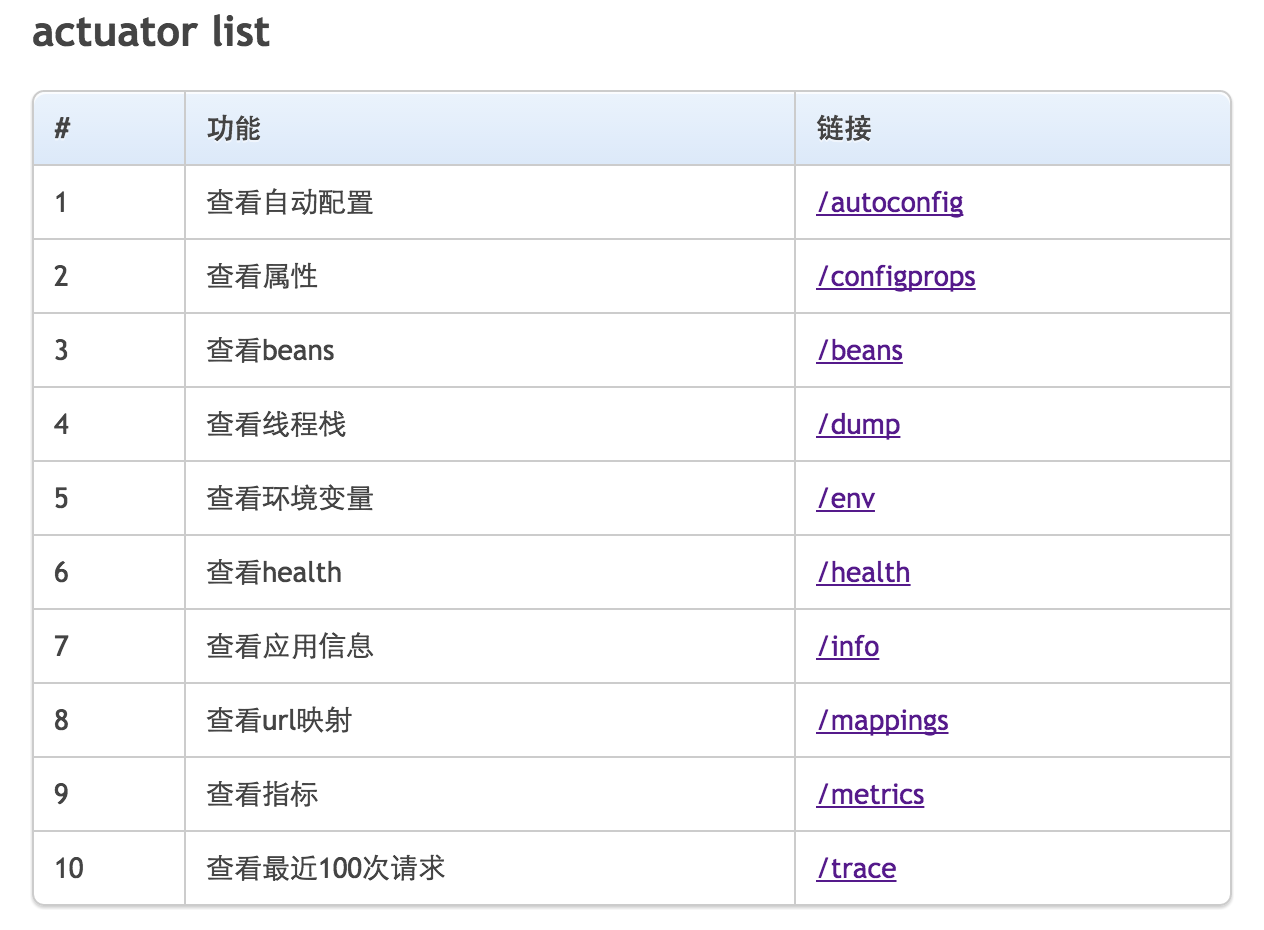 actuator list
# 功能 链接
1 查看自动配置 /autoconfig
2 查看属性 /configprops
3 查看beans /beans
4 查看线程栈 /dump
5 查看环境变量 /env
6 查看health /health
7 查看应用信息 /info
8 查看url映射 /mappings
9 查看指标 /metrics
10 查看最近100次请求 /trace